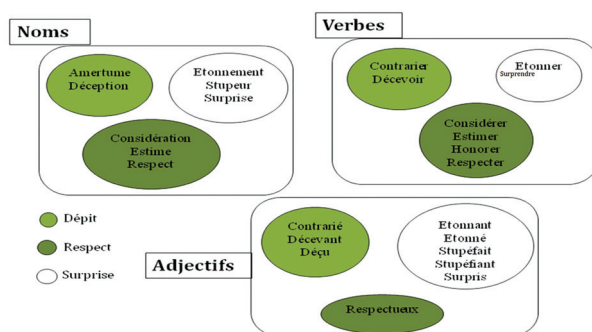 Noms
Amertume
Déception
Etonnement
Stupeur
Surprise
Considération
Estime
Respect
Verbes
Contrarier
Décevoir
Etonner
Surprendre
Considérer
Estimer
Honorer
Respecter
Dépit
Respect
Surprise
Adjectifs
Contrarié
Décevant
Déçu
Etonnant
Etonné
Stupéfait
Stupéfiant
Surpris
Respectueux